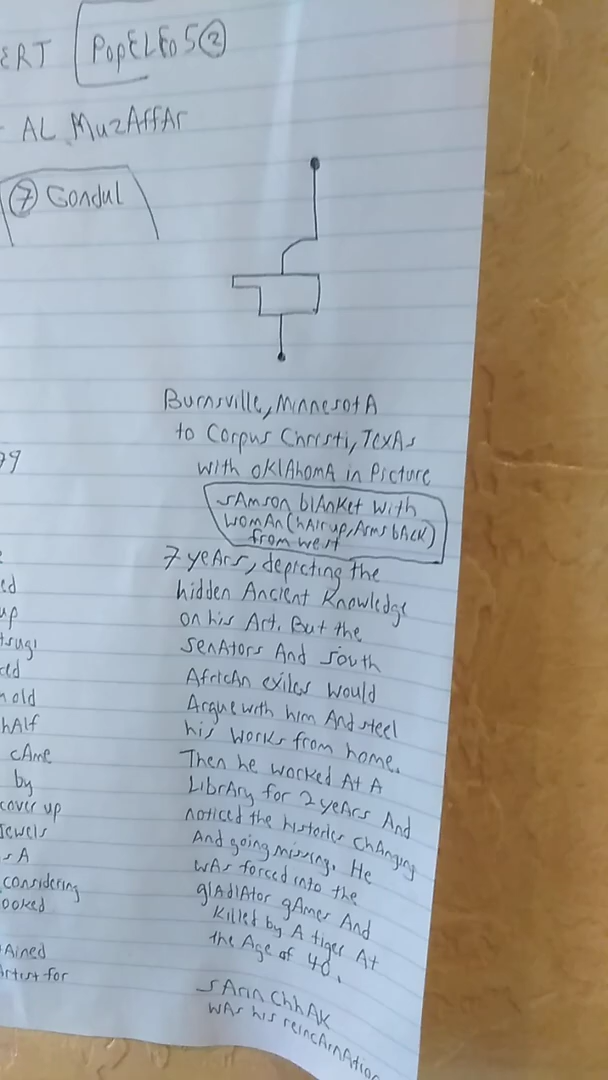 ERT PopELEoS ②
AL MuzAffAr
⑦ Gondul
Burnsville, MinnesotA
to Corpus Christi, TexAs
with oklAhomA in Picture
sAmson blAnket with
womAn (hAir up, Arms bAck)
from west
7 yeArs, depicting the
hidden Ancient Knowledge
on his Art. But the
senAtors And south
AfricAn exiles would
Argue with him And steel
his works from home.
Then he worked At A
LibrAry for 2 yeArs And
noticed the histories chAnging
And going missing. He
wAs forced into the
glAdiAtor gAmes And
Killed by A tiger At
the Age of 40.
sArin ChhAk
wAs his reincArnAtion
79
ed
up
tsugi
ced
old
hAlf
cAme
by
cover up
Jewels
s A
considering
ooked
Ained
Artist for